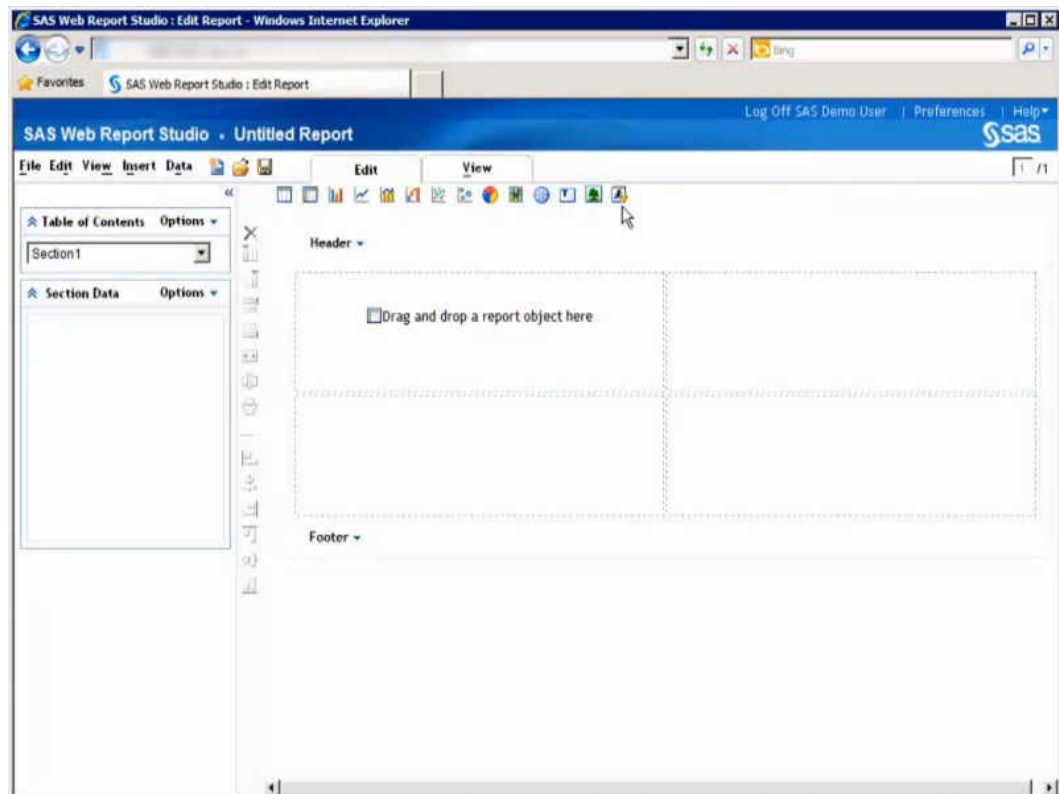 SAS Web Report Studio : Edit Report - Windows Internet Explorer
Bing
Favorites SAS Web Report Studio : Edit Report
Log Off SAS Demo User | Preferences | Help
SAS Web Report Studio • Untitled Report
sas
File Edit View Insert Data Edit View 1 /1
Table of Contents Options
Section1
Header
Section Data Options
Drag and drop a report object here
Footer